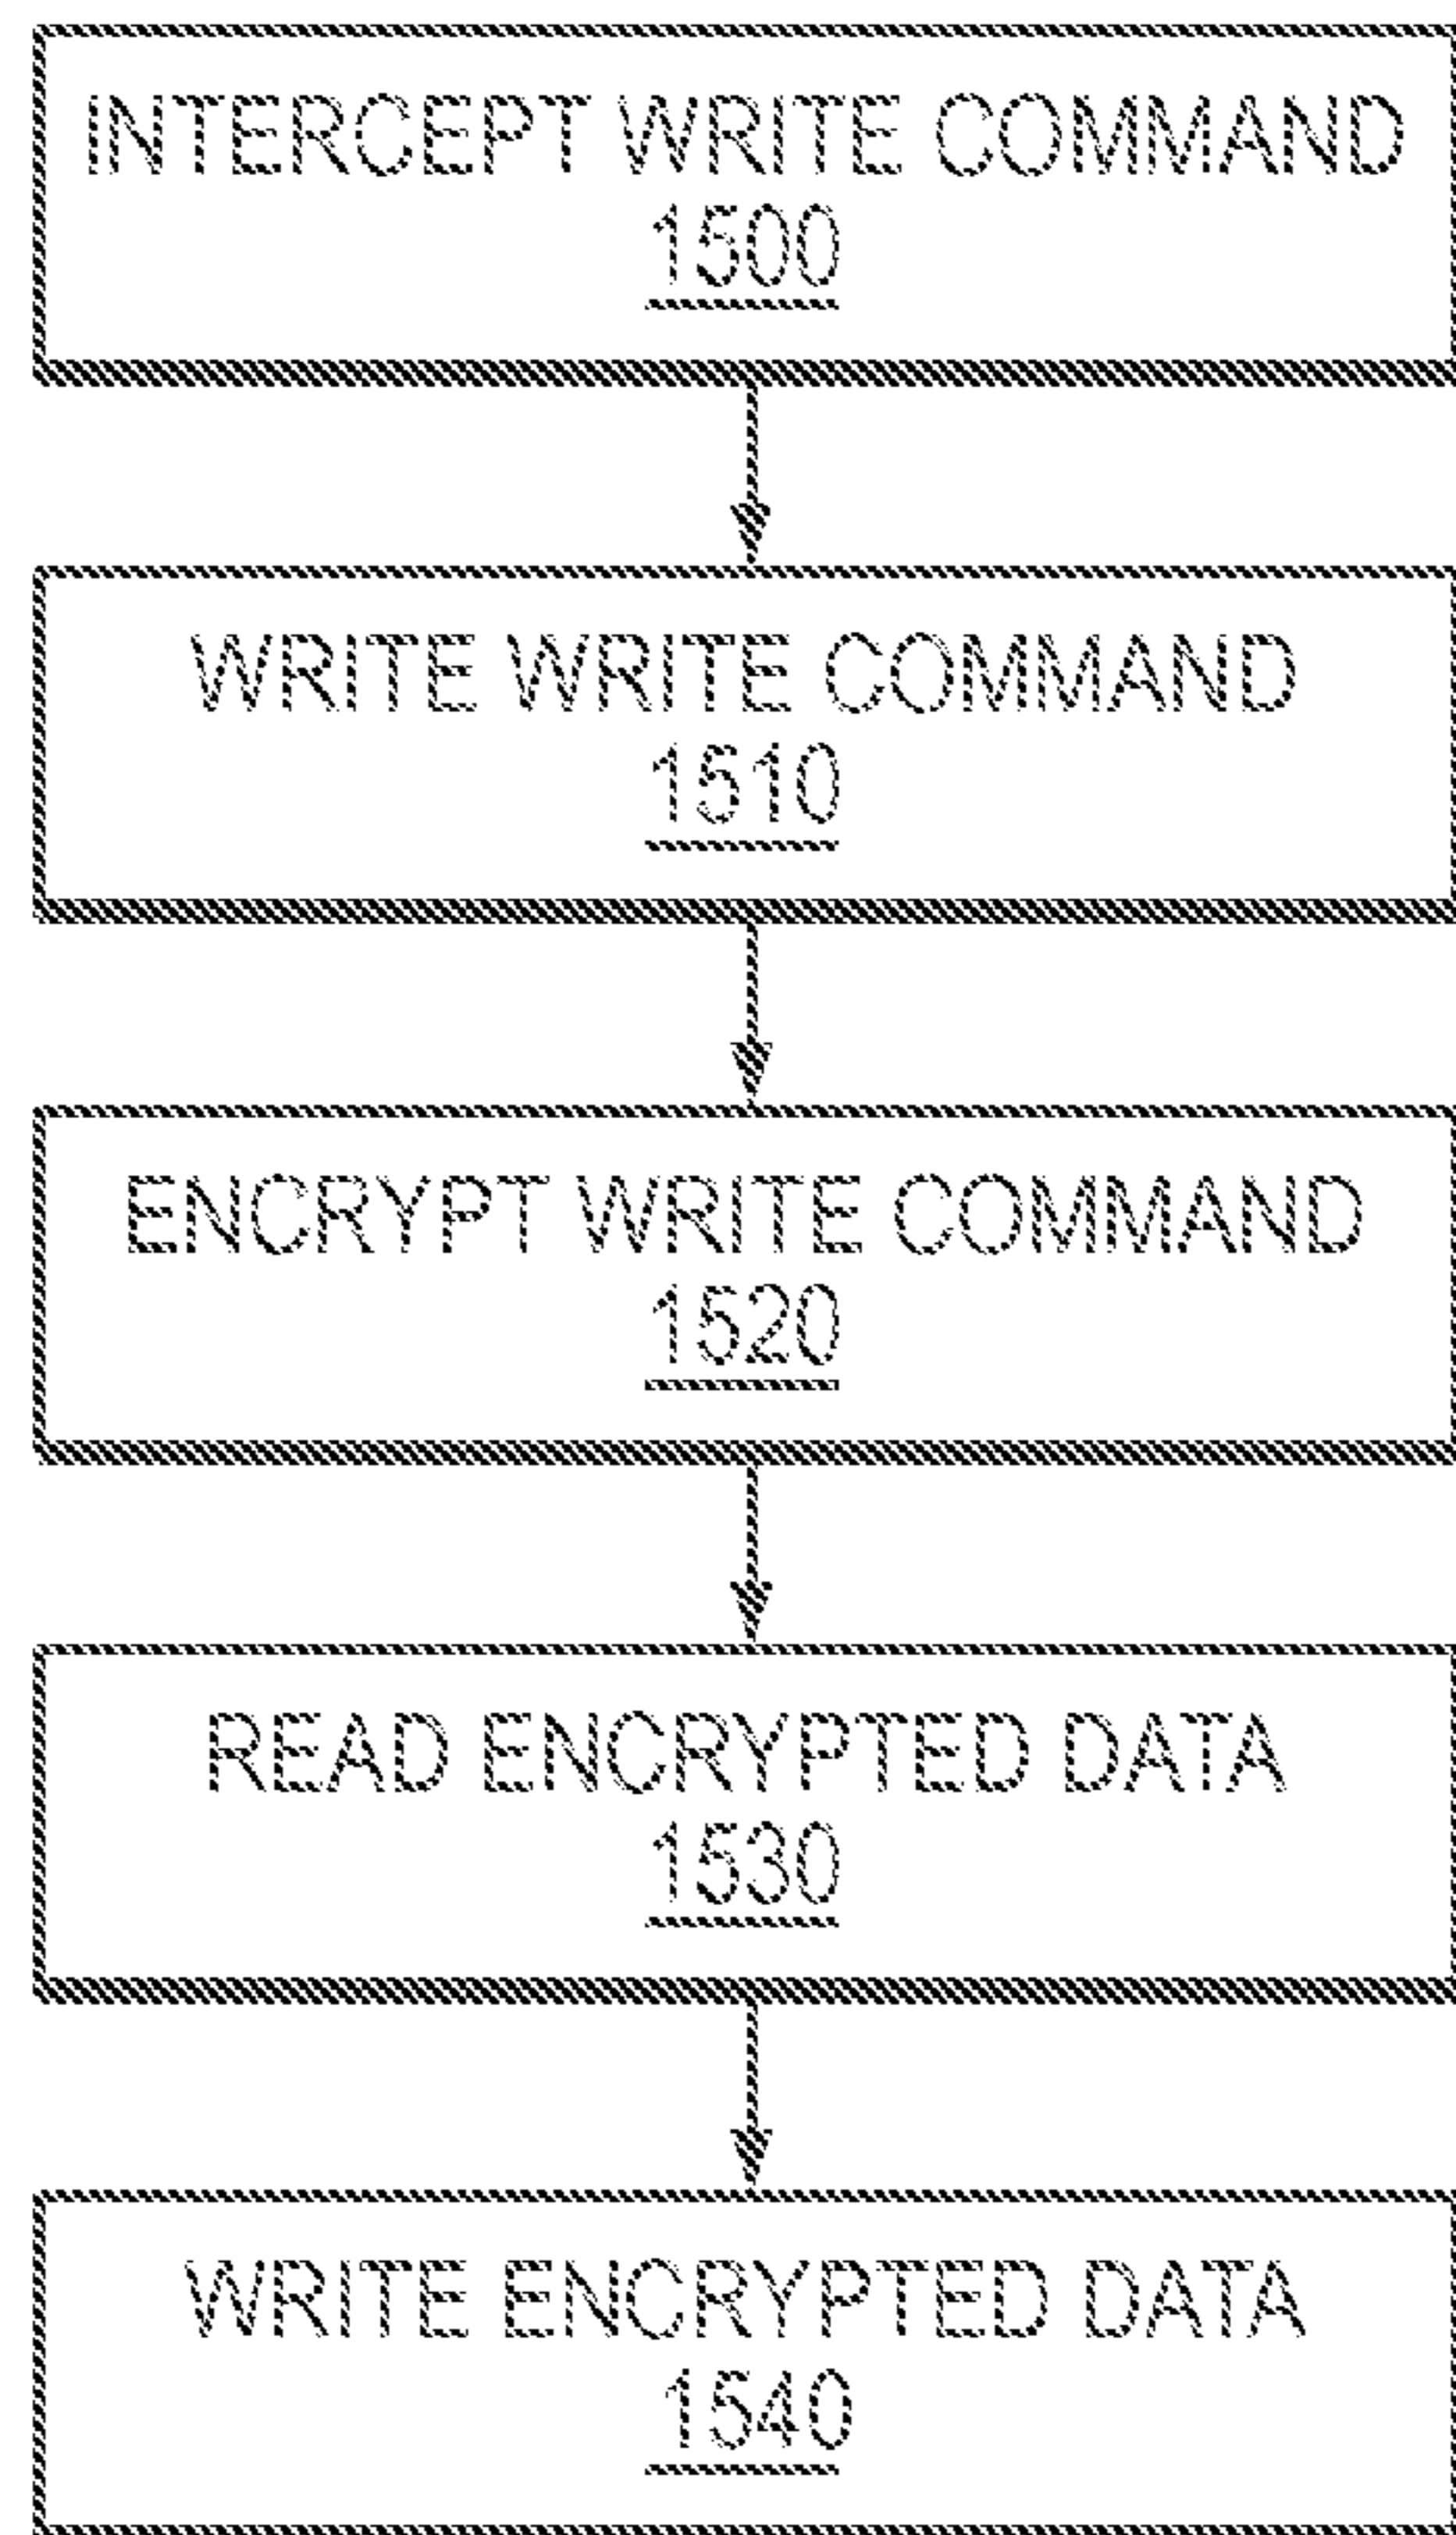 INTERCEPT WRITE COMMAND
1500
WRITE WRITE COMMAND
1510
ENCRYPT WRITE COMMAND
1520
READ ENCRYPTED DATA
1530
WRITE ENCRYPTED DATA
1540